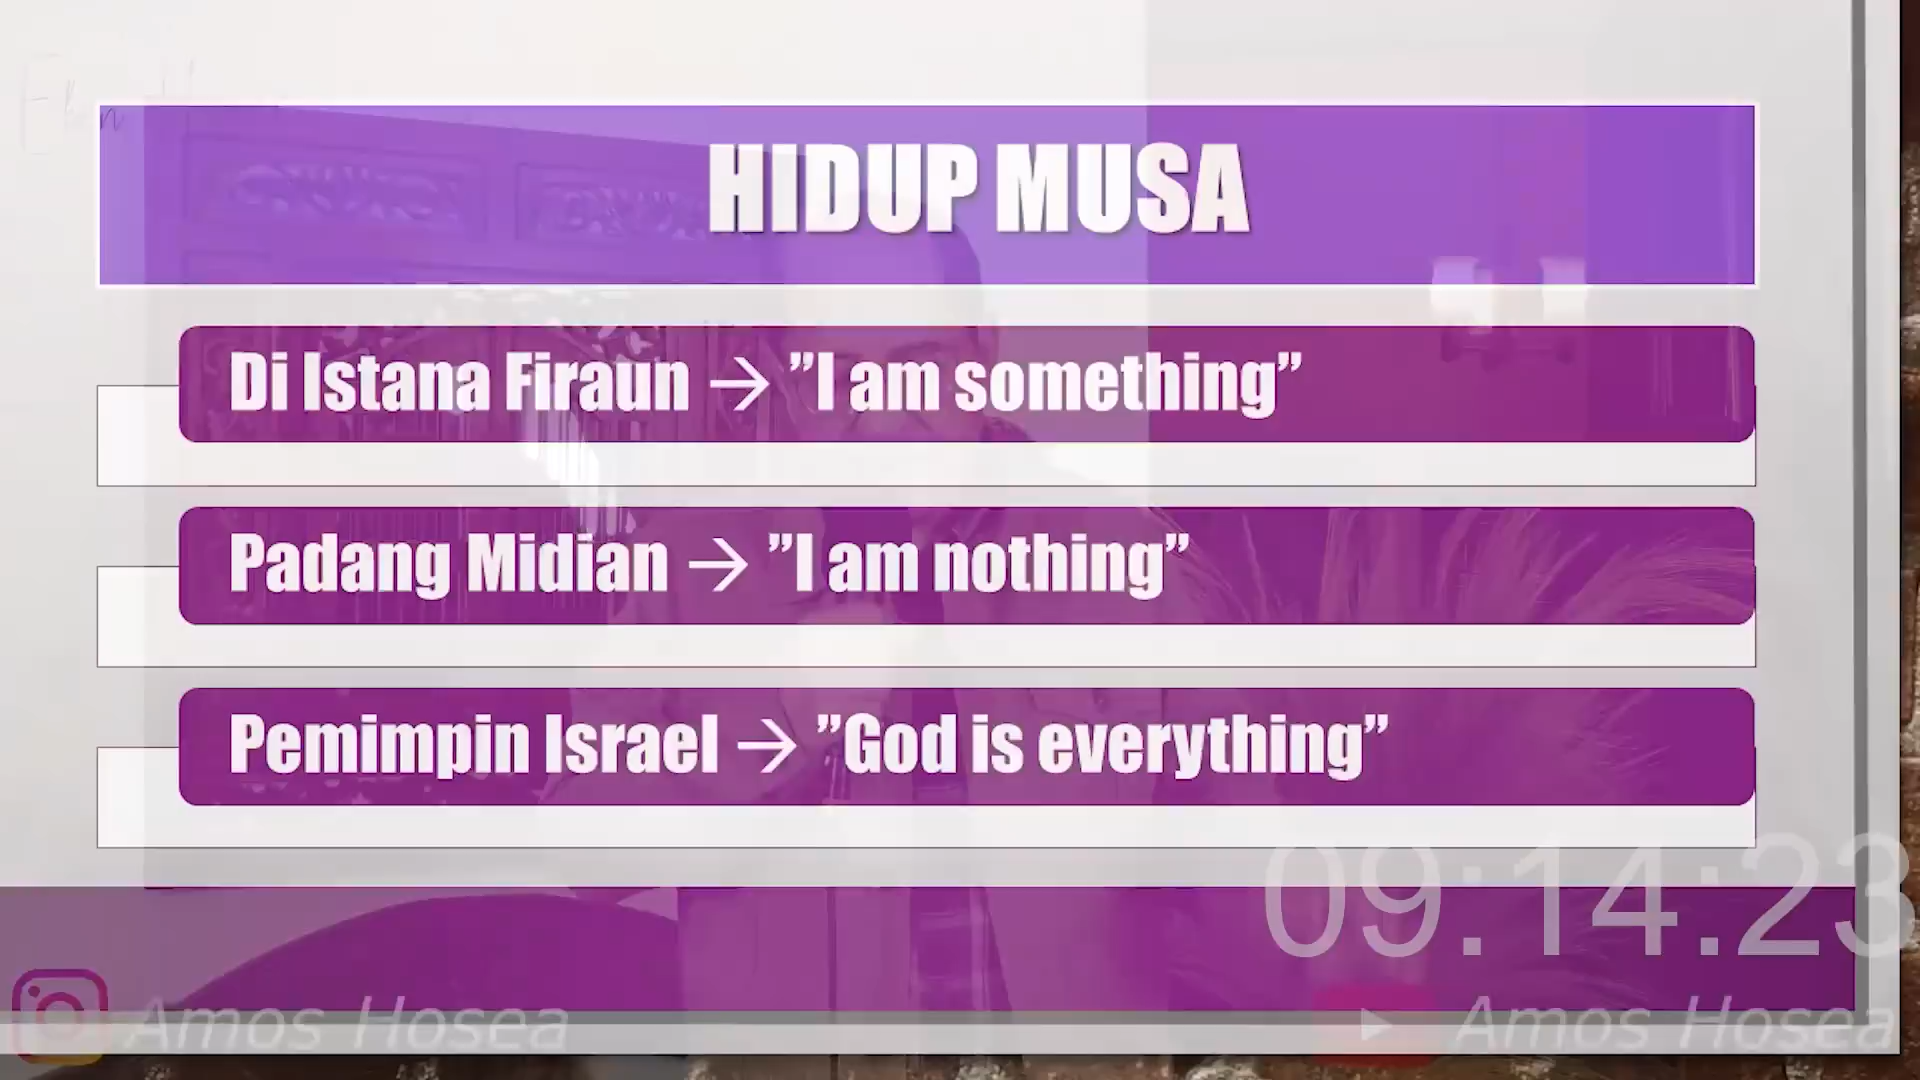 HIDUP MUSA
Di Istana Firaun → ”I am something”
Padang Midian → ”I am nothing”
Pemimpin Israel → ”God is everything”
09:14:23
Amos Hosea
Amos Hosea